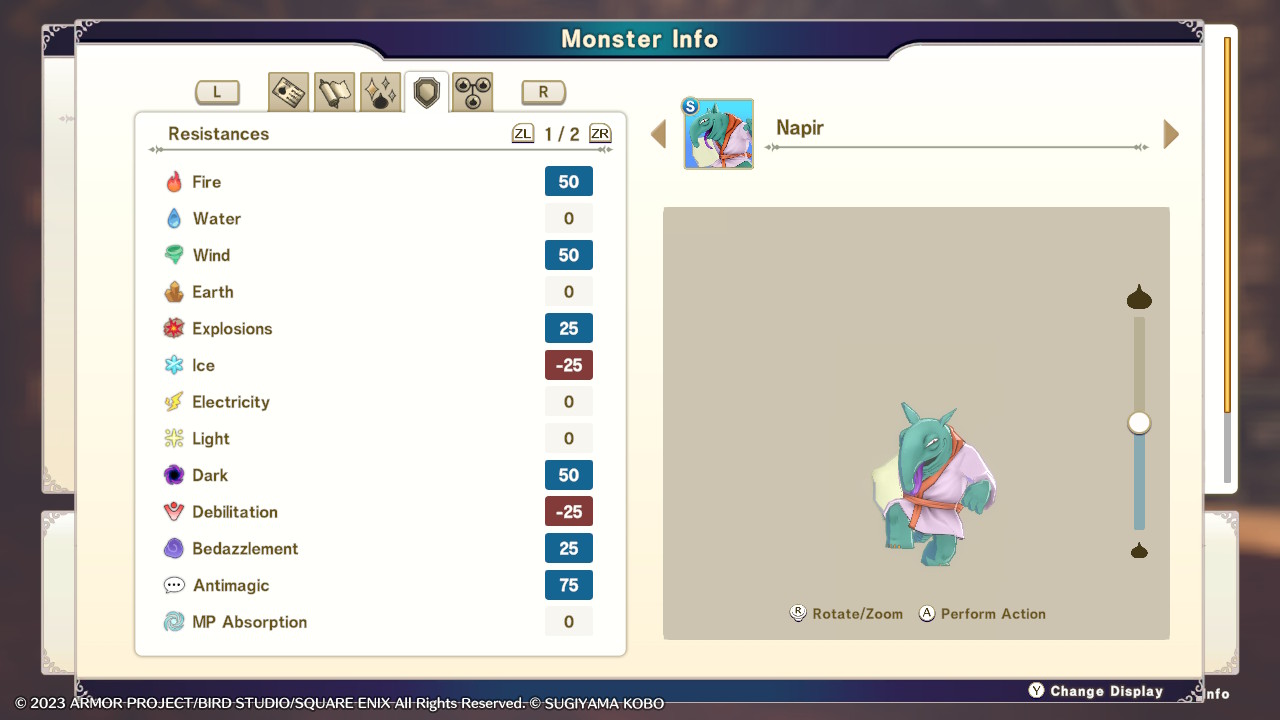 Monster Info
L
R
Resistances
ZL 1 / 2 ZR
Fire 50
Water 0
Wind 50
Earth 0
Explosions 25
Ice -25
Electricity 0
Light 0
Dark 50
Debilitation -25
Bedazzlement 25
Antimagic 75
MP Absorption 0
S
Napir
R Rotate/Zoom A Perform Action
Y Change Display
nfo
© 2023 ARMOR PROJECT/BIRD STUDIO/SQUARE ENIX All Rights Reserved. © SUGIYAMA KOBO